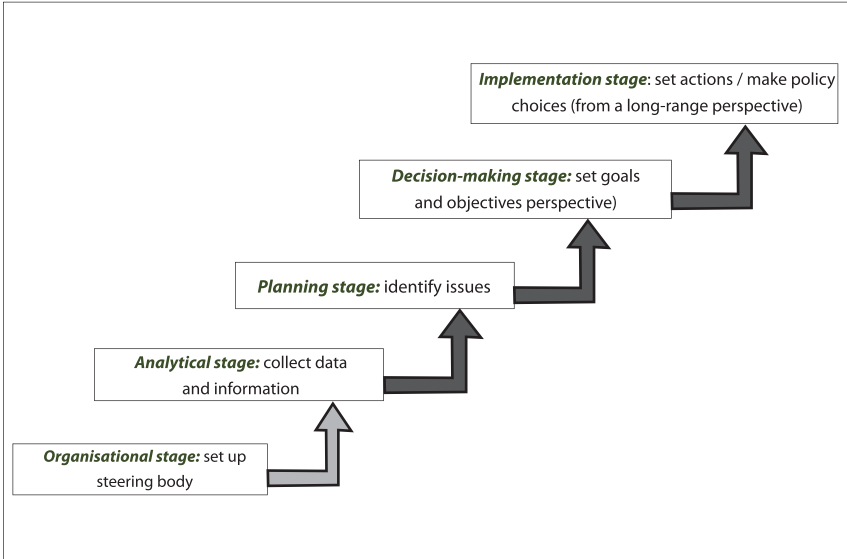 Implementation stage: set actions / make policy
choices (from a long-range perspective)
Decision-making stage: set goals
and objectives perspective)
Planning stage: identify issues
Analytical stage: collect data
and information
Organisational stage: set up
steering body